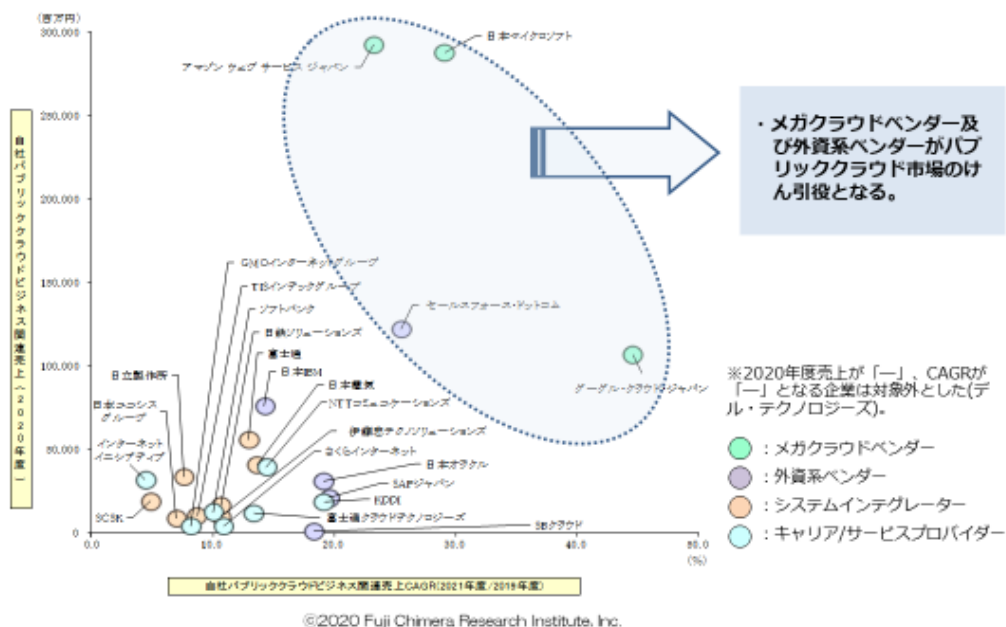 (百万円)
300,000
250,000
200,000
150,000
100,000
50,000
0
0.0
10.0
20.0
30.0
40.0
50.0
(%)
自社パブリッククラウドビジネス関連売上(2020年度)
自社パブリッククラウドビジネス関連売上CAGR(2021年度/2019年度)
アマゾン ウェブ サービス ジャパン
日本マイクロソフト
セールスフォース・ドットコム
グーグル・クラウド・ジャパン
GMOインターネットグループ
TISインテックグループ
ソフトバンク
日鉄ソリューションズ
富士通
日本IBM
日立製作所
日本電気
NTTコミュニケーションズ
日本ユニシス
グループ
伊藤忠テクノソリューションズ
さくらインターネット
インターネット
イニシアティブ
日本オラクル
SAPジャパン
KDDI
SCSK
富士通クラウドテクノロジーズ
SBクラウド
・メガクラウドベンダー及
び外資系ベンダーがパブ
リッククラウド市場のけ
ん引役となる。
※2020年度売上が「―」、CAGRが
「―」となる企業は対象外とした(デ
ル・テクノロジーズ)。
:メガクラウドベンダー
:外資系ベンダー
:システムインテグレーター
:キャリア/サービスプロバイダー
©2020 Fuji Chimera Research Institute, Inc.